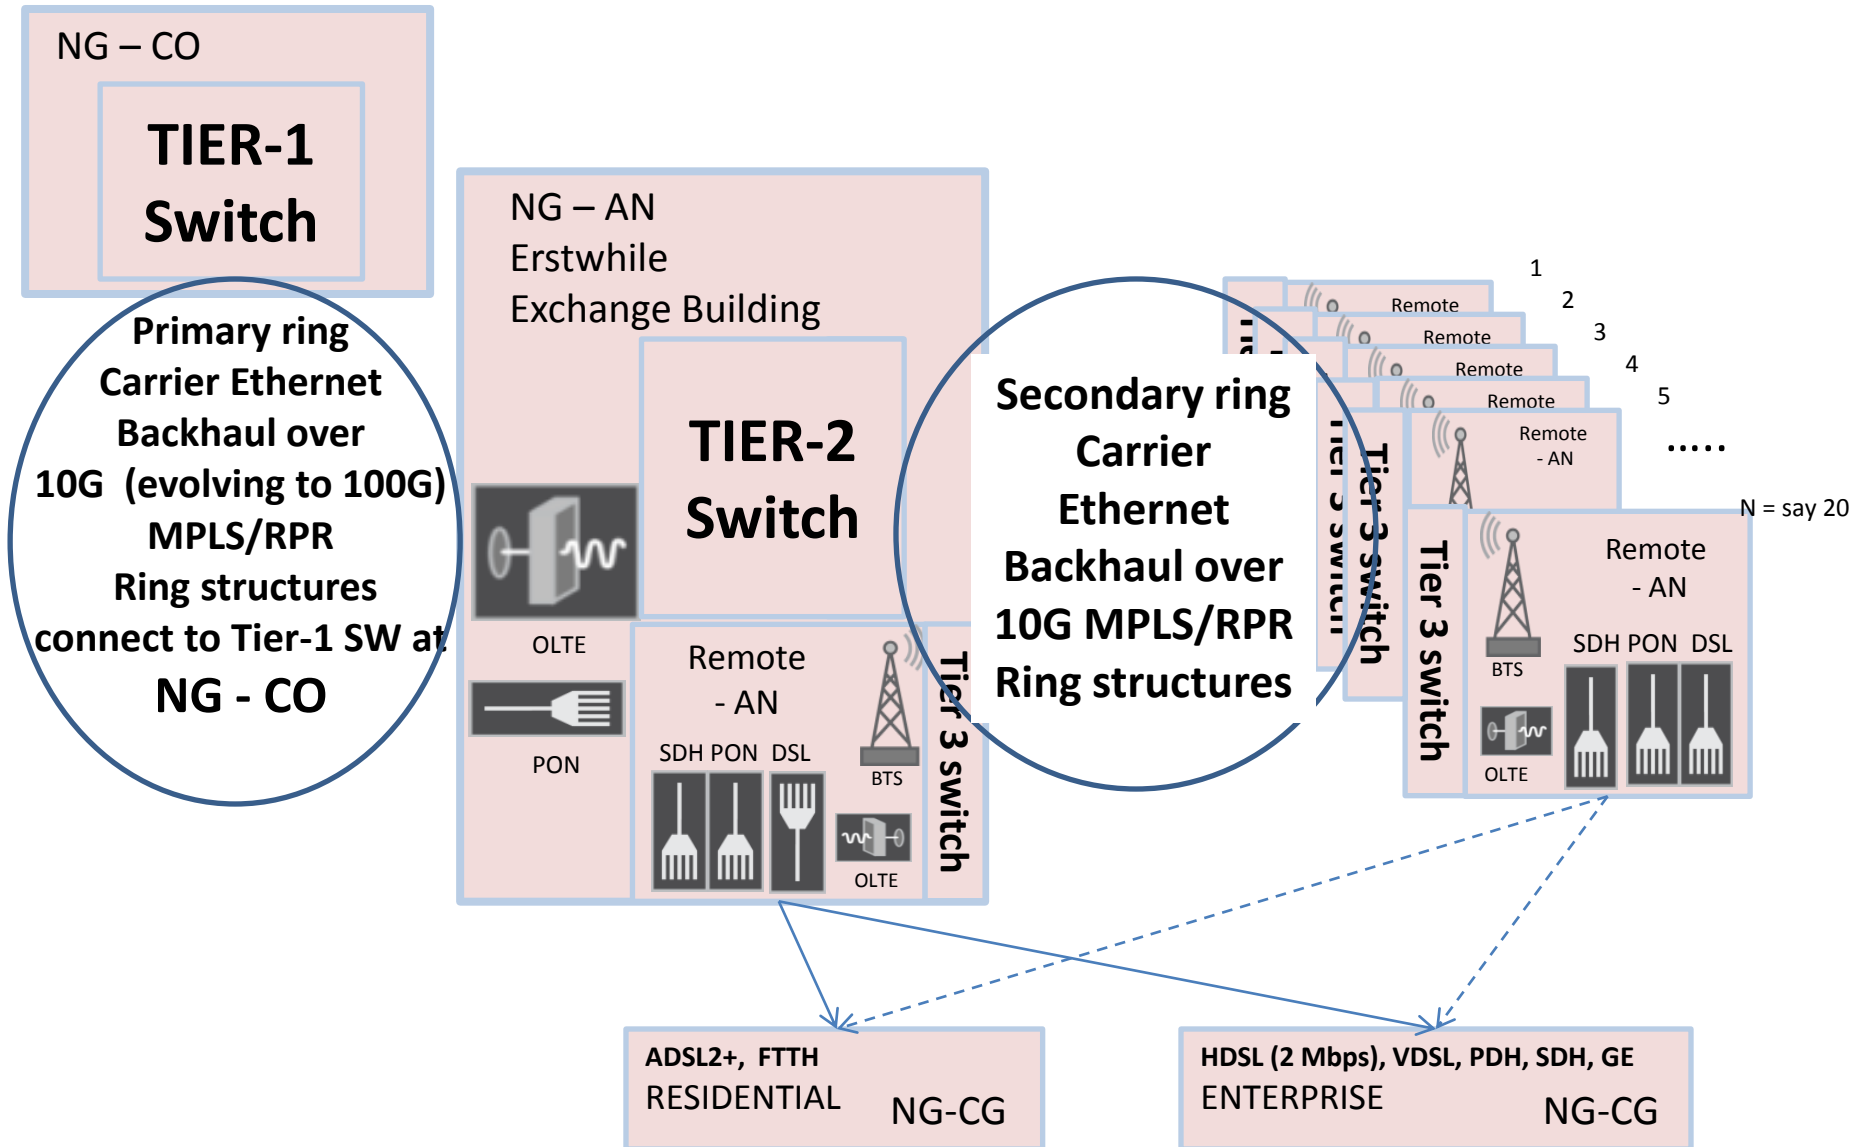 NG – CO
TIER-1
Switch
Primary ring
Carrier Ethernet
Backhaul over
10G (evolving to 100G)
MPLS/RPR
Ring structures
connect to Tier-1 SW at
NG - CO
NG – AN
Erstwhile
Exchange Building
TIER-2
Switch
OLTE
PON
Remote
- AN
SDH PON DSL
BTS
OLTE
Tier 3 switch
Secondary ring
Carrier
Ethernet
Backhaul over
10G MPLS/RPR
Ring structures
1
2
3
4
5
.....
N = say 20
Remote
Remote
Remote
Remote
Remote
- AN
Tier 3 switch
Tier 3 switch
Tier 3 switch
Remote
- AN
BTS
SDH PON DSL
OLTE
ADSL2+, FTTH
RESIDENTIAL
NG-CG
HDSL (2 Mbps), VDSL, PDH, SDH, GE
ENTERPRISE
NG-CG